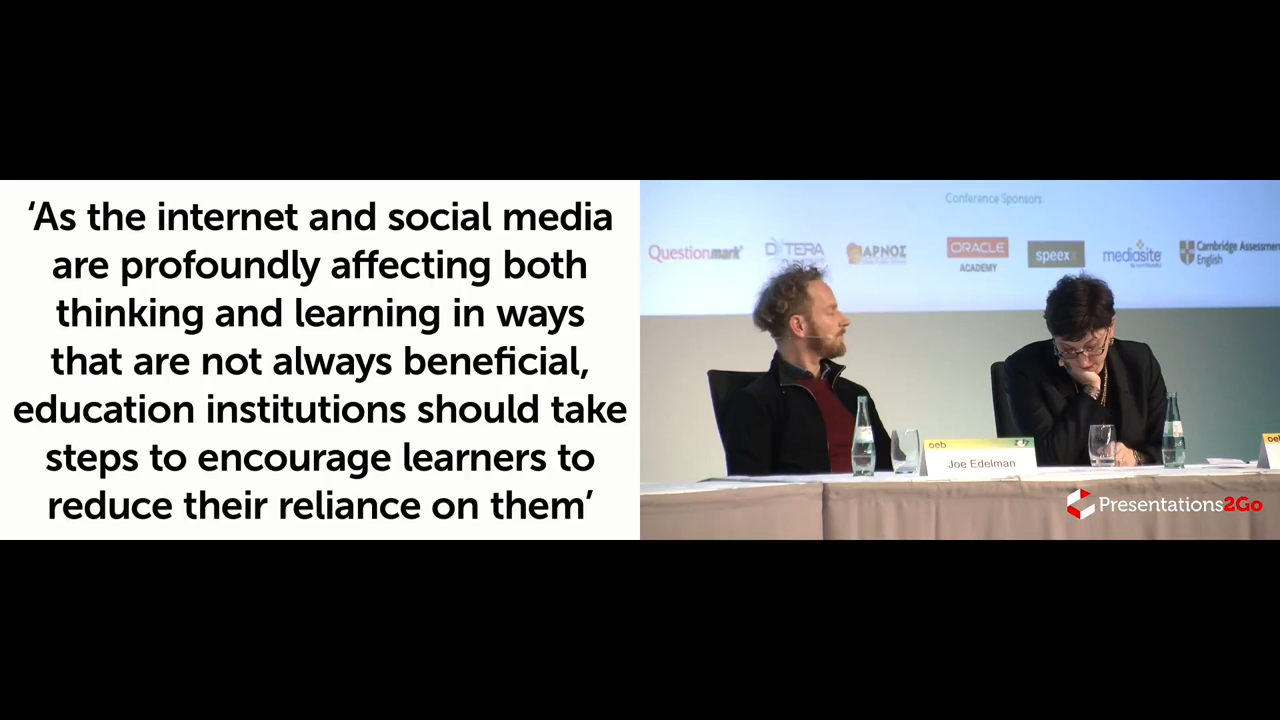 ‘As the internet and social media
are profoundly affecting both
thinking and learning in ways
that are not always beneficial,
education institutions should take
steps to encourage learners to
reduce their reliance on them’
Conference Sponsors
Questionmark
ΑΡΝΟΣ
ORACLE
ACADEMY
speex
mediasite
Cambridge Assessment
English
oeb
Joe Edelman
oeb
Presentations2Go